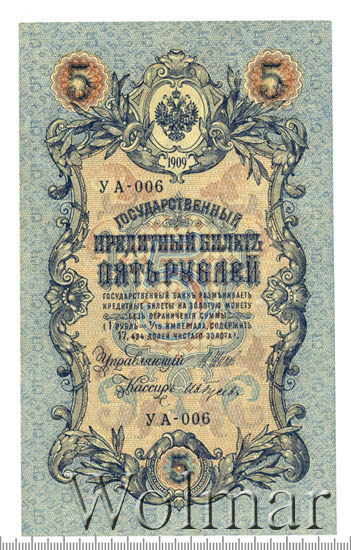 5 5
1909
УА-006
ГОСУДАРСТВЕННЫЙ
КРЕДИТНЫЙ БИЛЕТЪ
ПЯТЬ РУБЛЕЙ
ГОСУДАРСТВЕННЫЙ БАНКЪ РАЗМѢНИВАЕТЪ
КРЕДИТНЫЕ БИЛЕТЫ НА ЗОЛОТУЮ МОНЕТУ
БЕЗЪ ОГРАНИЧЕНІЯ СУММЫ
(1 РУБЛЬ = 1/15 ИМПЕРІАЛА, СОДЕРЖИТЪ
17,424 ДОЛЕЙ ЧИСТАГО ЗОЛОТА).
Управляющій
Кассиръ
УА-006
5
Wolmar